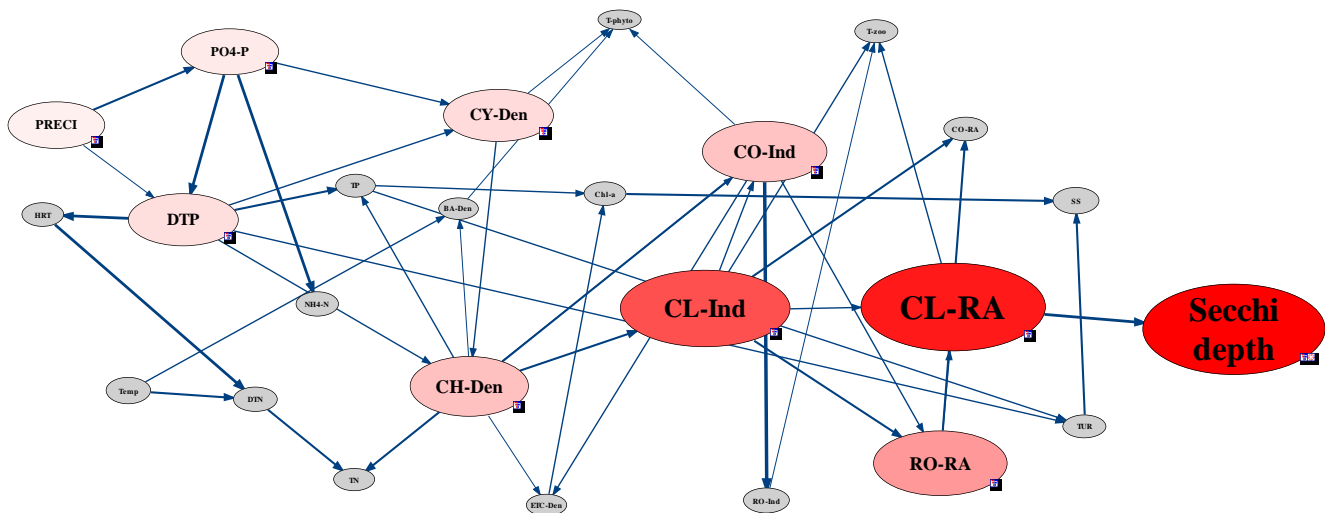 T-phyto
T-zoo
PO4-P
CY-Den
PRECI
CO-RA
CO-Ind
TP
Chl-a
SS
BA-Den
HRT
DTP
NH4-N
CL-Ind
CL-RA
Secchi
depth
CH-Den
Temp
DTN
TUR
RO-RA
TN
RO-Ind
ETC-Den